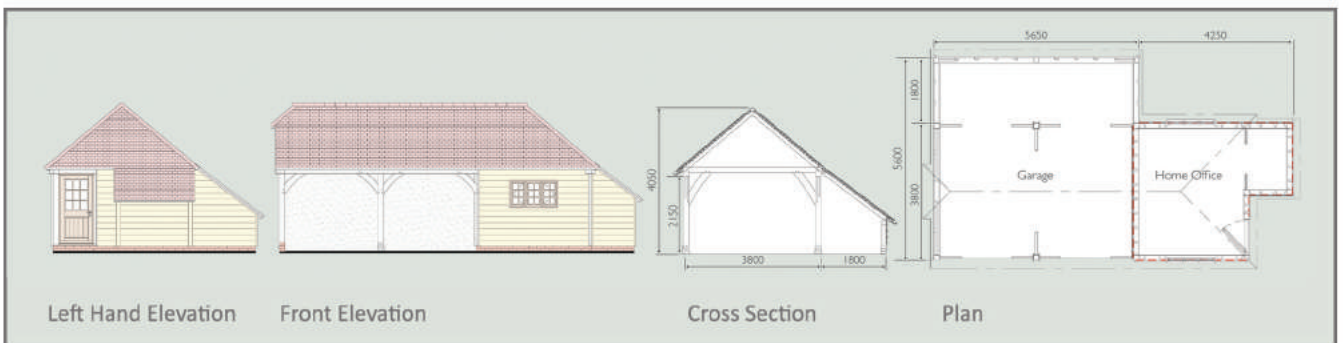 5650
4250
1800
5600
3800
Garage
Home Office
4050
2150
3800
1800
Left Hand Elevation
Front Elevation
Cross Section
Plan